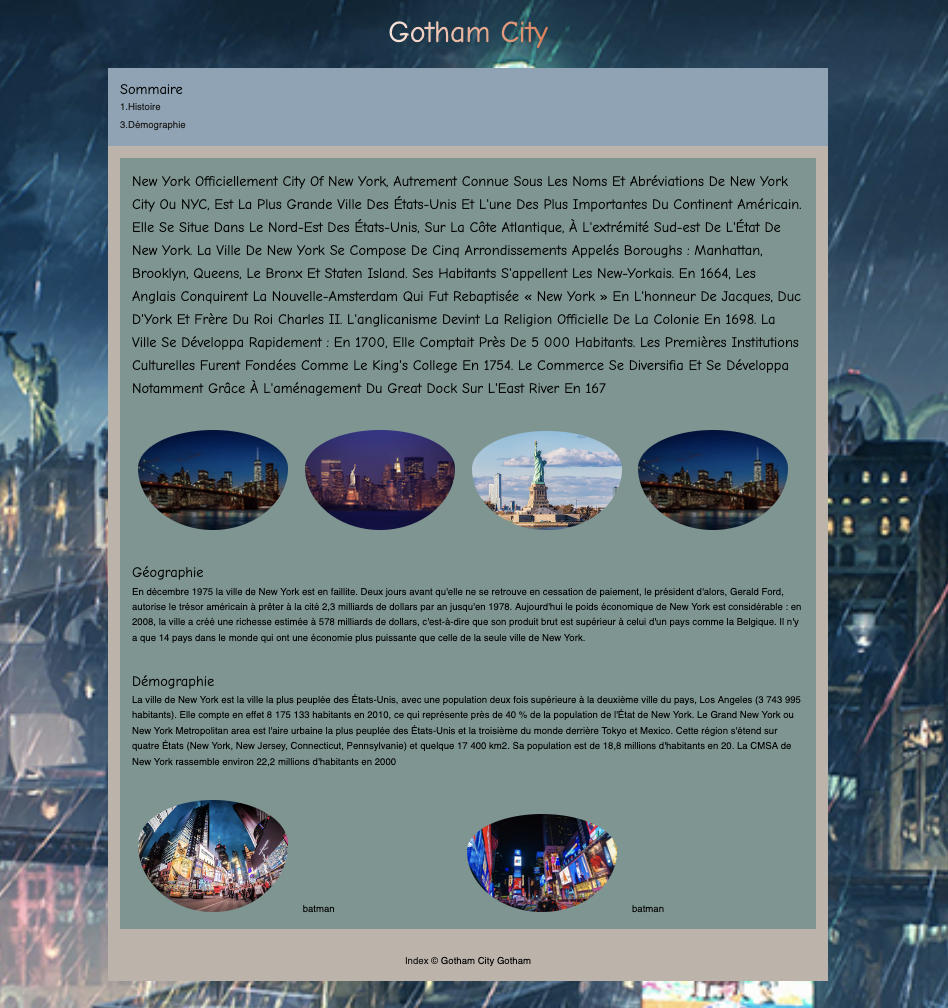 Gotham City
Sommaire
1.Histoire
3.Démographie
New York Officiellement City Of New York, Autrement Connue Sous Les Noms Et Abréviations De New York
City Ou NYC, Est La Plus Grande Ville Des États-Unis Et L'une Des Plus Importantes Du Continent Américain.
Elle Se Situe Dans Le Nord-Est Des États-Unis, Sur La Côte Atlantique, À L'extrémité Sud-est De L'État De
New York. La Ville De New York Se Compose De Cinq Arrondissements Appelés Boroughs : Manhattan,
Brooklyn, Queens, Le Bronx Et Staten Island. Ses Habitants S'appellent Les New-Yorkais. En 1664, Les
Anglais Conquirent La Nouvelle-Amsterdam Qui Fut Rebaptisée « New York » En L'honneur De Jacques, Duc
D'York Et Frère Du Roi Charles II. L'anglicanisme Devint La Religion Officielle De La Colonie En 1698. La
Ville Se Développa Rapidement : En 1700, Elle Comptait Près De 5 000 Habitants. Les Premières Institutions
Culturelles Furent Fondées Comme Le King's College En 1754. Le Commerce Se Diversifia Et Se Développa
Notamment Grâce À L'aménagement Du Great Dock Sur L'East River En 167
Géographie
En décembre 1975 la ville de New York est en faillite. Deux jours avant qu'elle ne se retrouve en cessation de paiement, le président d'alors, Gerald Ford,
autorise le trésor américain à prêter à la cité 2,3 milliards de dollars par an jusqu'en 1978. Aujourd'hui le poids économique de New York est considérable : en
2008, la ville a créé une richesse estimée à 578 milliards de dollars, c'est-à-dire que son produit brut est supérieur à celui d'un pays comme la Belgique. Il n'y
a que 14 pays dans le monde qui ont une économie plus puissante que celle de la seule ville de New York.
Démographie
La ville de New York est la ville la plus peuplée des États-Unis, avec une population deux fois supérieure à la deuxième ville du pays, Los Angeles (3 743 995
habitants). Elle compte en effet 8 175 133 habitants en 2010, ce qui représente près de 40 % de la population de l'État de New York. Le Grand New York ou
New York Metropolitan area est l'aire urbaine la plus peuplée des États-Unis et la troisième du monde derrière Tokyo et Mexico. Cette région s'étend sur
quatre États (New York, New Jersey, Connecticut, Pennsylvanie) et quelque 17 400 km2. Sa population est de 18,8 millions d'habitants en 20. La CMSA de
New York rassemble environ 22,2 millions d'habitants en 2000
batman batman
Index © Gotham City Gotham